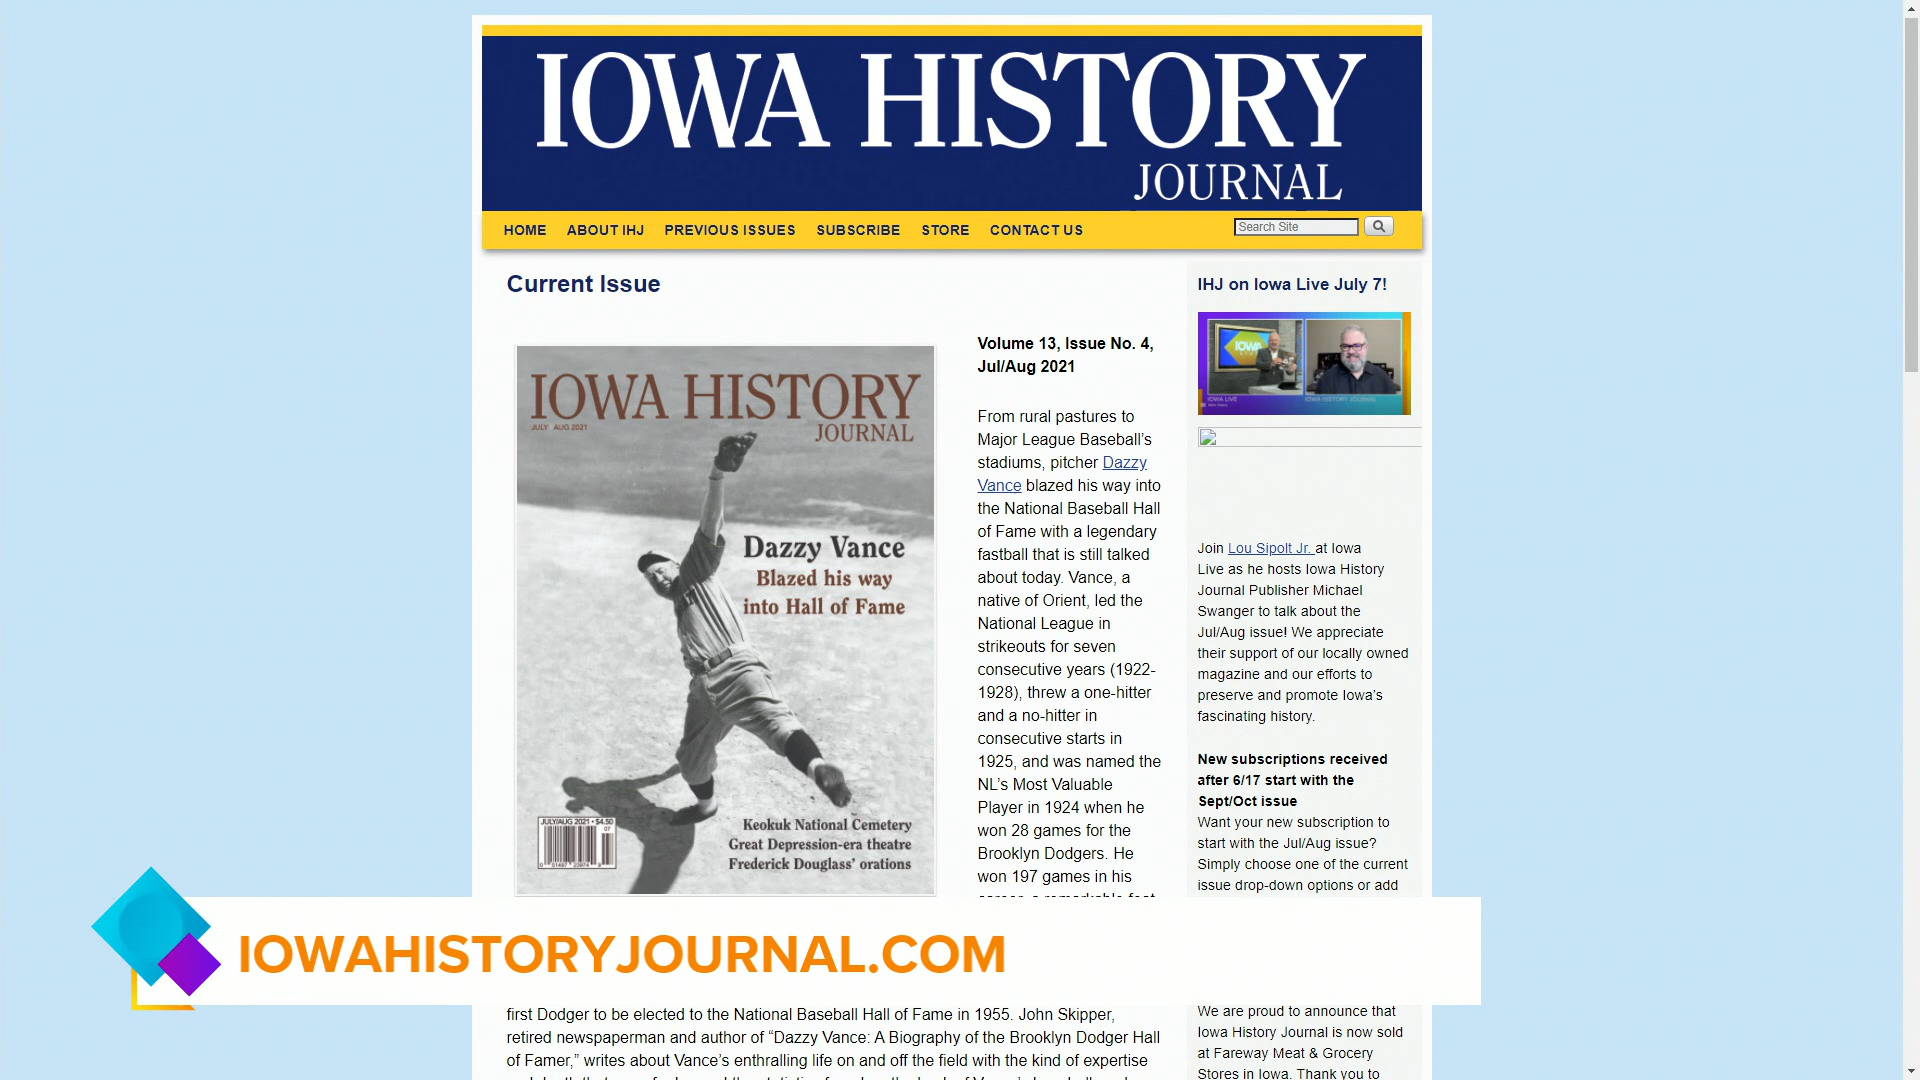 IOWA HISTORY
JOURNAL
HOME ABOUT IHJ PREVIOUS ISSUES SUBSCRIBE STORE CONTACT US
Search Site
Current Issue
IOWA HISTORY
JOURNAL
JULY AUG 2021
Dazzy Vance
Blazed his way
into Hall of Fame
JULY/AUG 2021 • $4.50
07
Keokuk National Cemetery
Great Depression-era theatre
Frederick Douglass' orations
Volume 13, Issue No. 4,
Jul/Aug 2021
From rural pastures to
Major League Baseball’s
stadiums, pitcher Dazzy
Vance blazed his way into
the National Baseball Hall
of Fame with a legendary
fastball that is still talked
about today. Vance, a
native of Orient, led the
National League in
strikeouts for seven
consecutive years (1922-
1928), threw a one-hitter
and a no-hitter in
consecutive starts in
1925, and was named the
NL’s Most Valuable
Player in 1924 when he
won 28 games for the
Brooklyn Dodgers. He
won 197 games in his
first Dodger to be elected to the National Baseball Hall of Fame in 1955. John Skipper,
retired newspaperman and author of “Dazzy Vance: A Biography of the Brooklyn Dodger Hall
of Famer,” writes about Vance’s enthralling life on and off the field with the kind of expertise
IHJ on Iowa Live July 7!
IOWA
IOWA LIVE
IOWA HISTORY JOURNAL
Join Lou Sipolt Jr. at Iowa
Live as he hosts Iowa History
Journal Publisher Michael
Swanger to talk about the
Jul/Aug issue! We appreciate
their support of our locally owned
magazine and our efforts to
preserve and promote Iowa’s
fascinating history.
New subscriptions received
after 6/17 start with the
Sept/Oct issue
Want your new subscription to
start with the Jul/Aug issue?
Simply choose one of the current
issue drop-down options or add
We are proud to announce that
Iowa History Journal is now sold
at Fareway Meat & Grocery
Stores in Iowa. Thank you to
IOWAHISTORYJOURNAL.COM